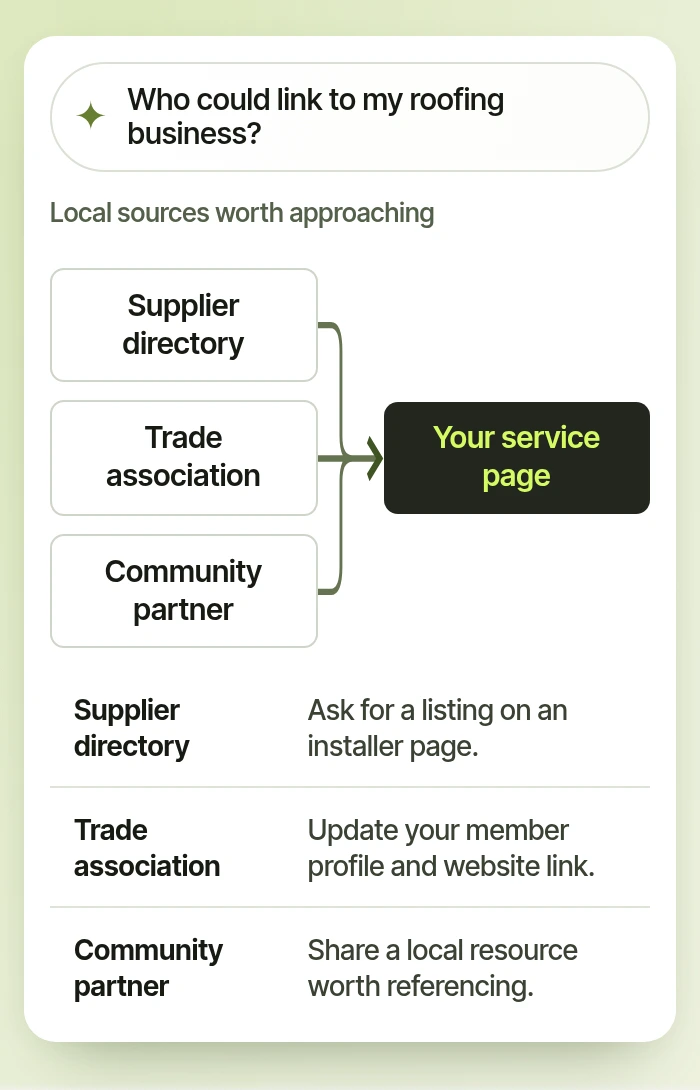 Who could link to my roofing
business?
Local sources worth approaching
Supplier
directory
Trade
association
Community
partner
Your service
page
Supplier
directory
Ask for a listing on an
installer page.
Trade
association
Update your member
profile and website link.
Community
partner
Share a local resource
worth referencing.